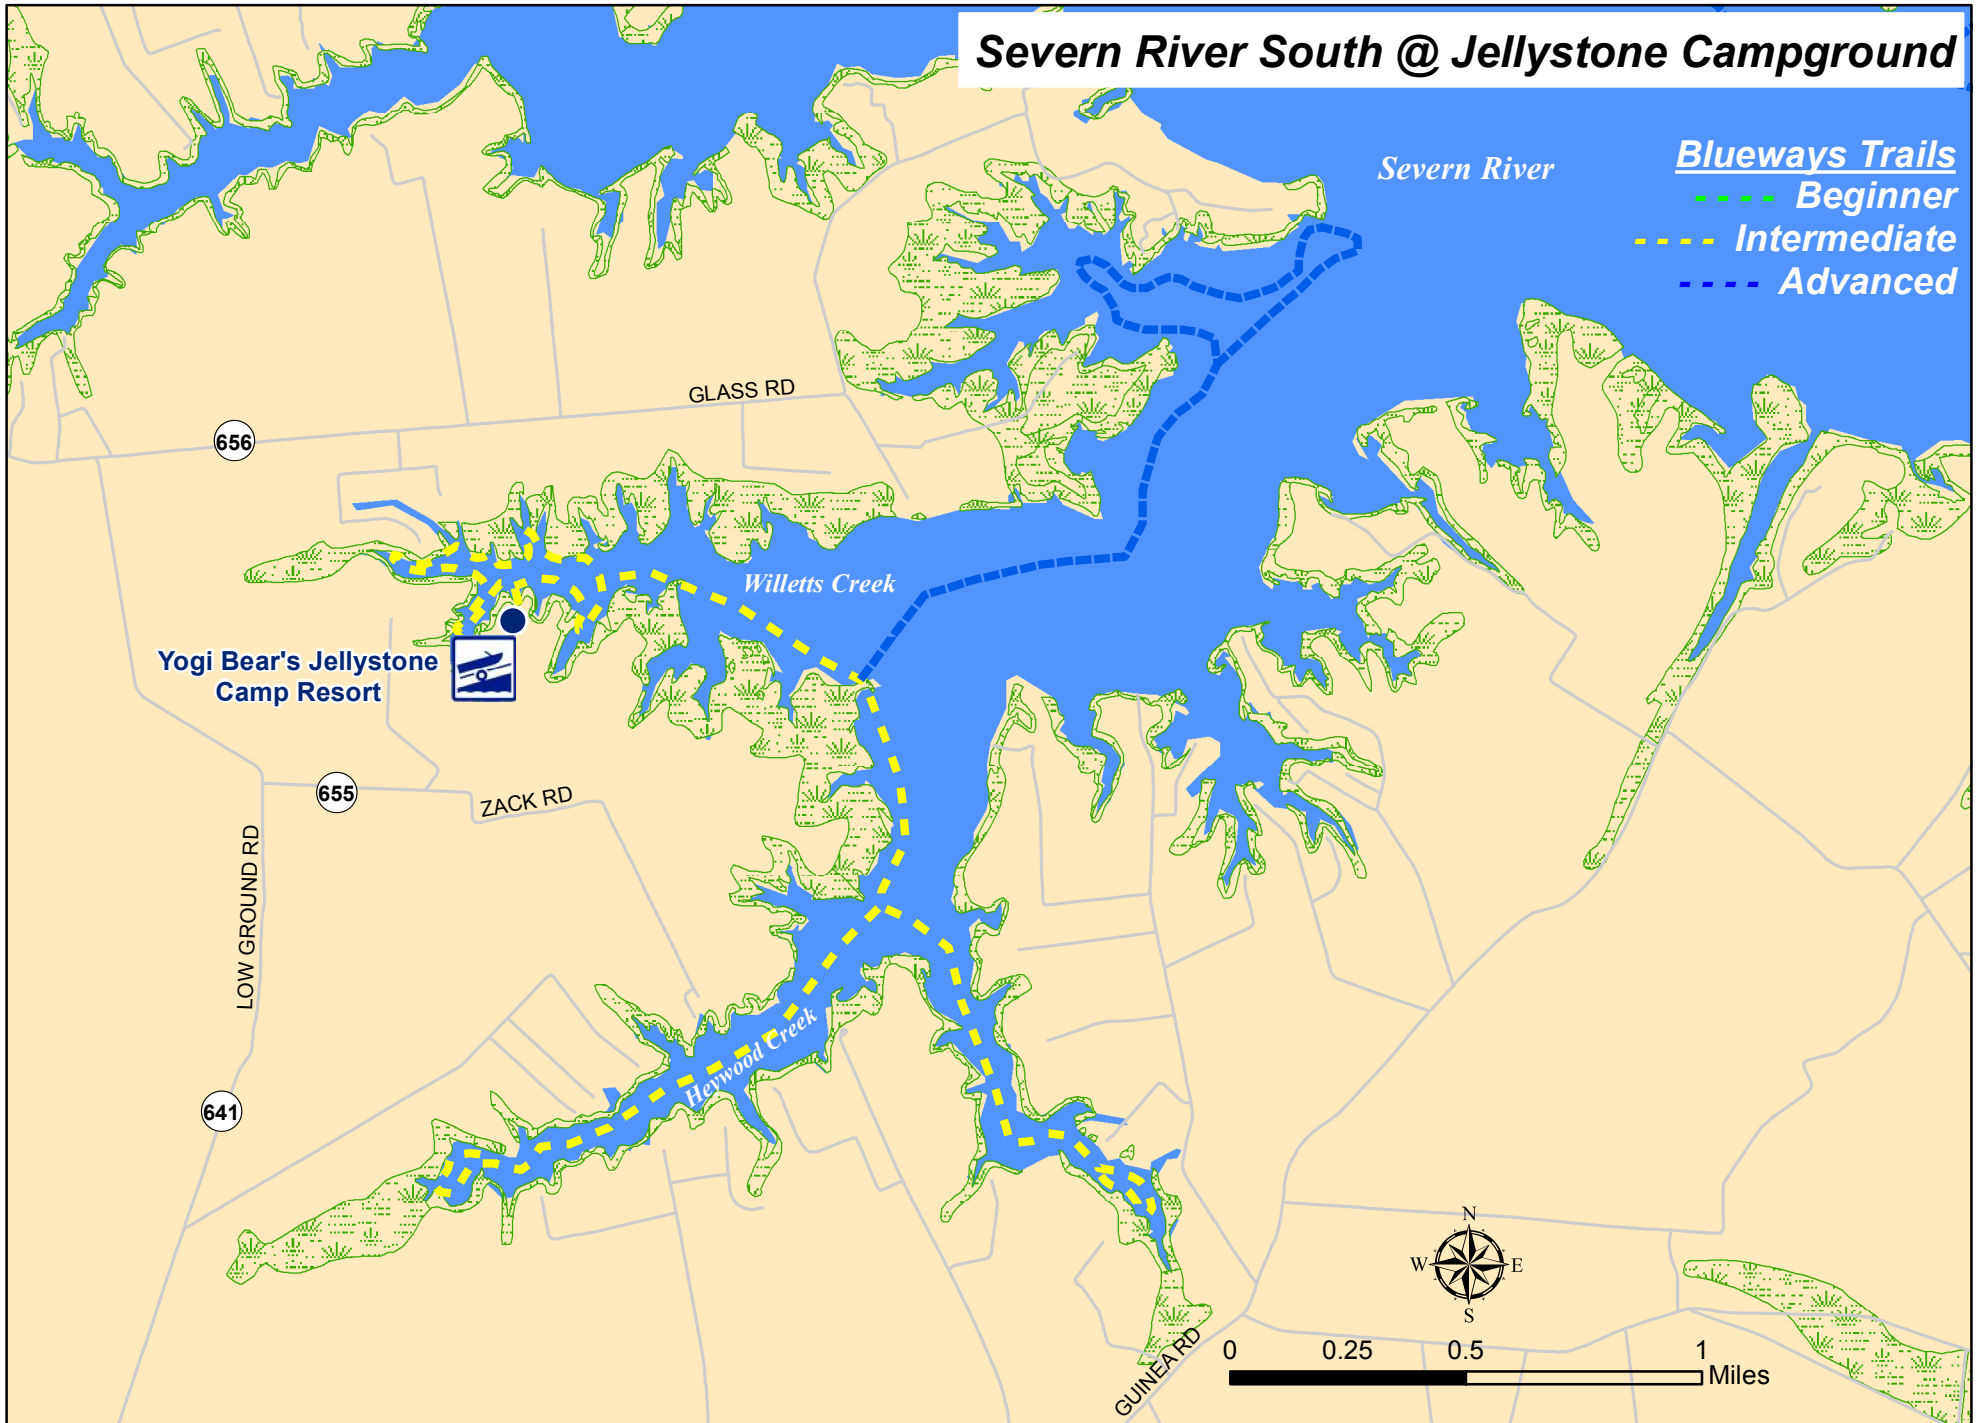 Severn River South @ Jellystone Campground
Severn River
Blueways Trails
Beginner
Intermediate
Advanced
GLASS RD
656
Willetts Creek
Yogi Bear's Jellystone
Camp Resort
655
ZACK RD
LOW GROUND RD
Heywood Creek
641
N
W E
S
GUINEA RD
0 0.25 0.5 1
Miles